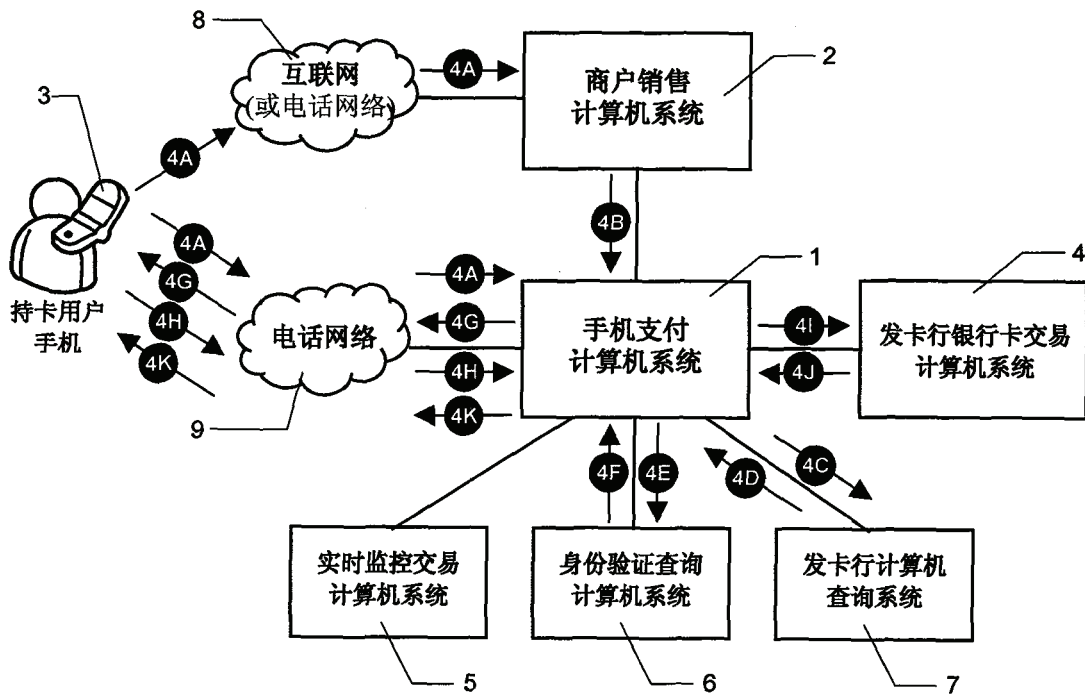 8
互联网
(或电话网络)
4A
商户销售
计算机系统
2
3
4A
4B
持卡用户
手机
4A
4G
4H
4K
电话网络
9
4A
4G
4H
4K
1
手机支付
计算机系统
4I
4J
4
发卡行银行卡交易
计算机系统
4F
4E
4D
4C
实时监控交易
计算机系统
5
身份验证查询
计算机系统
6
发卡行计算机
查询系统
7